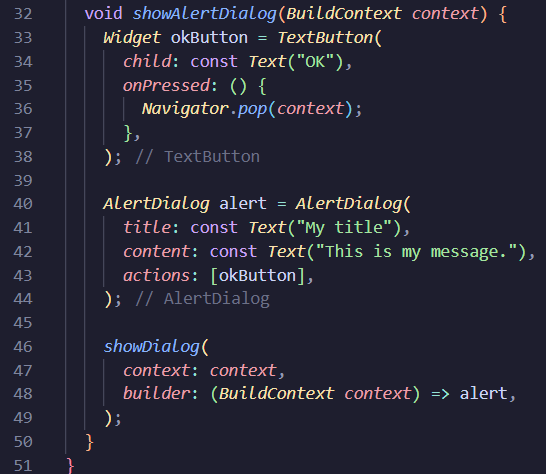 32 void showAlertDialog(BuildContext context) {
33 Widget okButton = TextButton(
34 child: const Text("OK"),
35 onPressed: () {
36 Navigator.pop(context);
37 },
38 ); // TextButton
39
40 AlertDialog alert = AlertDialog(
41 title: const Text("My title"),
42 content: const Text("This is my message."),
43 actions: [okButton],
44 ); // AlertDialog
45
46 showDialog(
47 context: context,
48 builder: (BuildContext context) => alert,
49 );
50 }
51 }